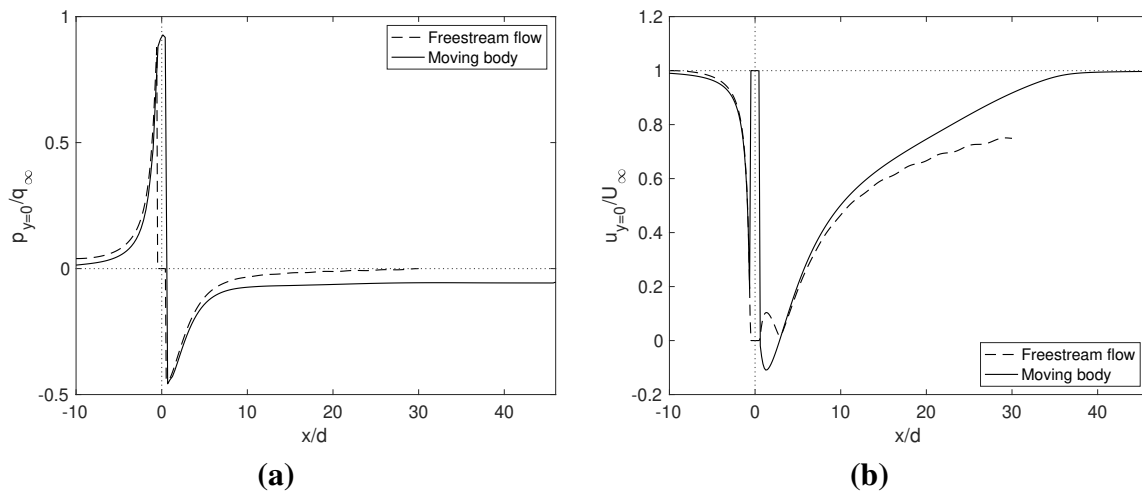 1
0.5
0
-0.5
p_{y=0}/q_∞
-10 0 10 20 30 40
x/d
Freestream flow
Moving body
(a)
1.2
1
0.8
0.6
0.4
0.2
0
-0.2
u_{y=0}/U_∞
-10 0 10 20 30 40
x/d
Freestream flow
Moving body
(b)